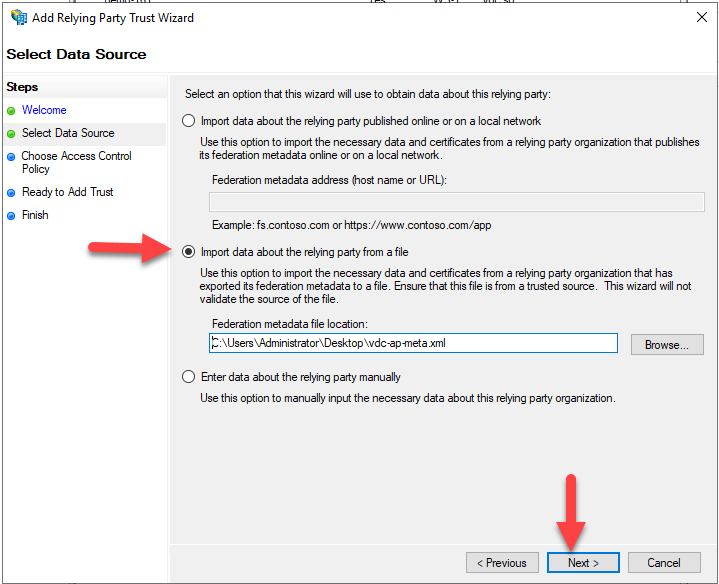 Add Relying Party Trust Wizard
Select Data Source
Steps
Welcome
Select Data Source
Choose Access Control
Policy
Ready to Add Trust
Finish
Select an option that this wizard will use to obtain data about this relying party:
Import data about the relying party published online or on a local network
Use this option to import the necessary data and certificates from a relying party organization that publishes
its federation metadata online or on a local network.
Federation metadata address (host name or URL):
Example: fs.contoso.com or https://www.contoso.com/app
Import data about the relying party from a file
Use this option to import the necessary data and certificates from a relying party organization that has
exported its federation metadata to a file. Ensure that this file is from a trusted source.  This wizard will not
validate the source of the file.
Federation metadata file location:
C:\Users\Administrator\Desktop\vdc-ap-meta.xml
Browse...
Enter data about the relying party manually
Use this option to manually input the necessary data about this relying party organization.
< Previous
Next >
Cancel